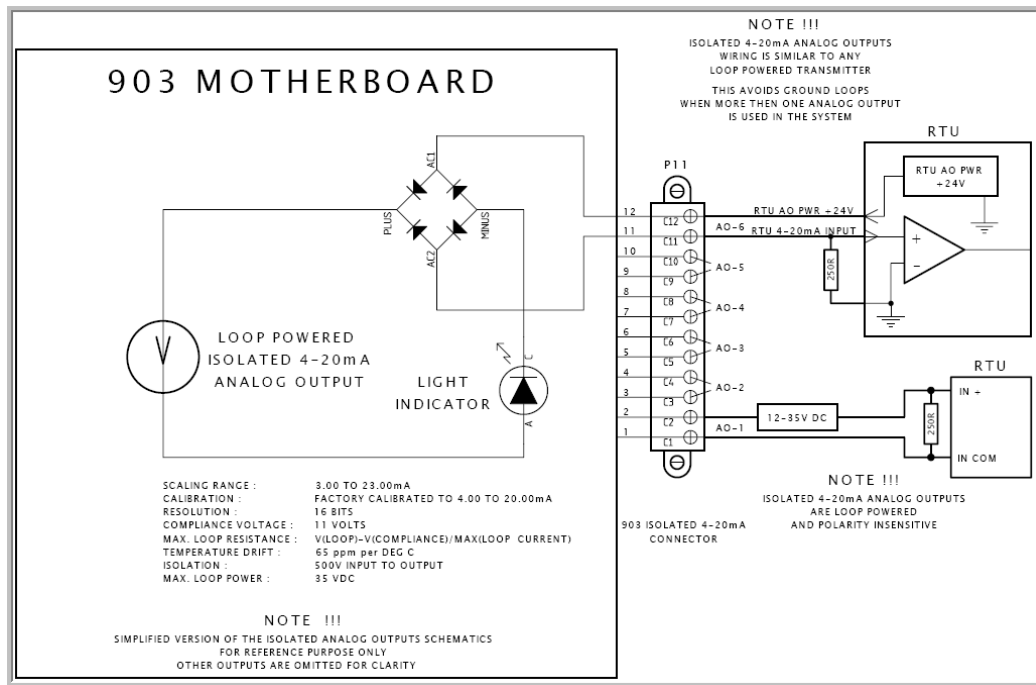 NOTE !!!
ISOLATED 4-20mA ANALOG OUTPUTS
WIRING IS SIMILAR TO ANY
LOOP POWERED TRANSMITTER
THIS AVOIDS GROUND LOOPS
WHEN MORE THEN ONE ANALOG OUTPUT
IS USED IN THE SYSTEM
903 MOTHERBOARD
RTU
RTU AO PWR
+24V
P11
AC1
PLUS
MINUS
AC2
12
C12
RTU AO PWR +24V
11
C11
AO-6
RTU 4-20mA INPUT
10
C10
9
C9
AO-5
8
C8
7
C7
AO-4
6
C6
5
C5
AO-3
4
C4
3
C3
AO-2
2
C2
1
C1
AO-1
250R
+
-
V
LOOP POWERED
ISOLATED 4-20mA
ANALOG OUTPUT
LIGHT
INDICATOR
C
A
12-35V DC
RTU
IN +
250R
IN COM
903 ISOLATED 4-20mA
CONNECTOR
NOTE !!!
ISOLATED 4-20mA ANALOG OUTPUTS
ARE LOOP POWERED
AND POLARITY INSENSITIVE
SCALING RANGE : 3.00 TO 23.00mA
CALIBRATION : FACTORY CALIBRATED TO 4.00 TO 20.00mA
RESOLUTION : 16 BITS
COMPLIANCE VOLTAGE : 11 VOLTS
MAX. LOOP RESISTANCE : V(LOOP)-V(COMPLIANCE)/MAX(LOOP CURRENT)
TEMPERATURE DRIFT : 65 ppm per DEG C
ISOLATION : 500V INPUT TO OUTPUT
MAX. LOOP POWER : 35 VDC
NOTE !!!
SIMPLIFIED VERSION OF THE ISOLATED ANALOG OUTPUTS SCHEMATICS
FOR REFERENCE PURPOSE ONLY
OTHER OUTPUTS ARE OMITTED FOR CLARITY